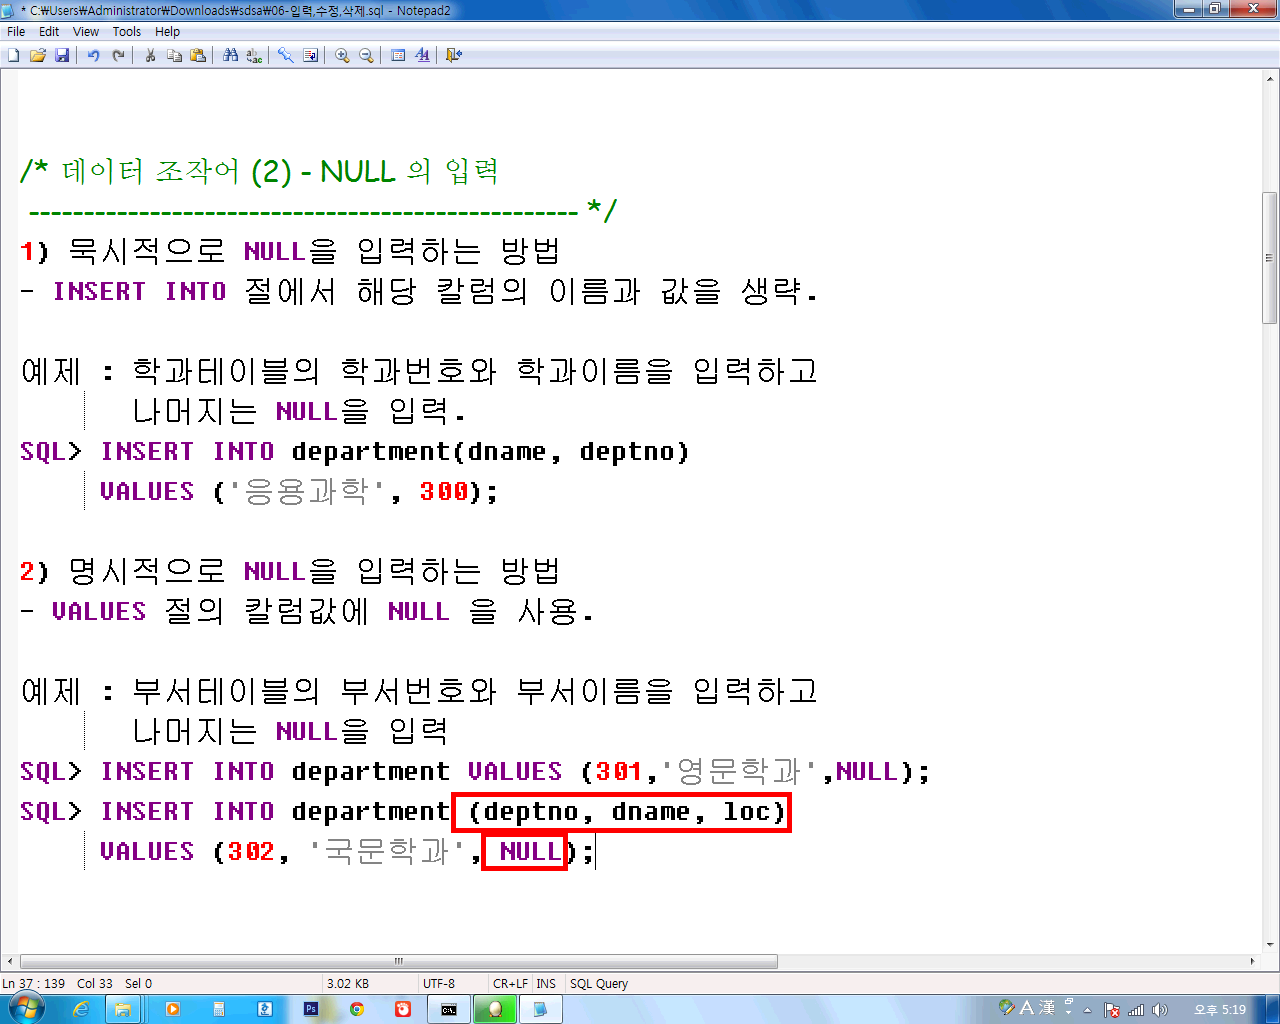 * C:₩Users₩Administrator₩Downloads₩sdsa₩06-입력,수정,삭제.sql - Notepad2
File Edit View Tools Help
/* 데이터 조작어 (2) - NULL 의 입력
-------------------------------------------------- */
1) 묵시적으로 NULL을 입력하는 방법
- INSERT INTO 절에서 해당 칼럼의 이름과 값을 생략.
예제 : 학과테이블의 학과번호와 학과이름을 입력하고
나머지는 NULL을 입력.
SQL> INSERT INTO department(dname, deptno)
VALUES ('응용과학', 300);
2) 명시적으로 NULL을 입력하는 방법
- VALUES 절의 칼럼값에 NULL 을 사용.
예제 : 부서테이블의 부서번호와 부서이름을 입력하고
나머지는 NULL을 입력
SQL> INSERT INTO department VALUES (301,'영문학과',NULL);
SQL> INSERT INTO department (deptno, dname, loc)
VALUES (302, '국문학과', NULL);
Ln 37 : 139 Col 33 Sel 0 3.02 KB UTF-8 CR+LF INS SQL Query
A 漢 오후 5:19